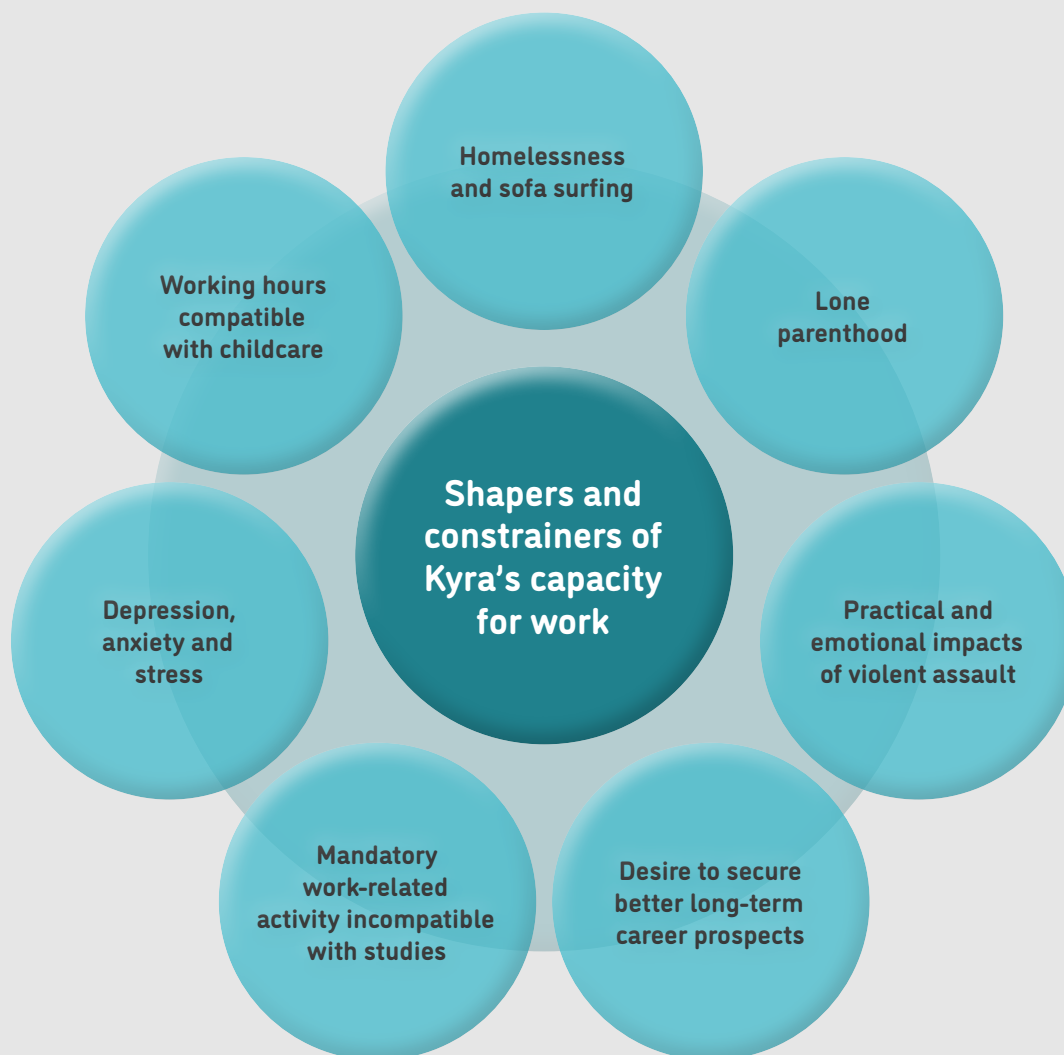 Homelessness
and sofa surfing
Lone
parenthood
Practical and
emotional impacts
of violent assault
Desire to secure
better long-term
career prospects
Mandatory
work-related
activity incompatible
with studies
Depression,
anxiety and
stress
Working hours
compatible
with childcare
Shapers and
constrainers of
Kyra’s capacity
for work